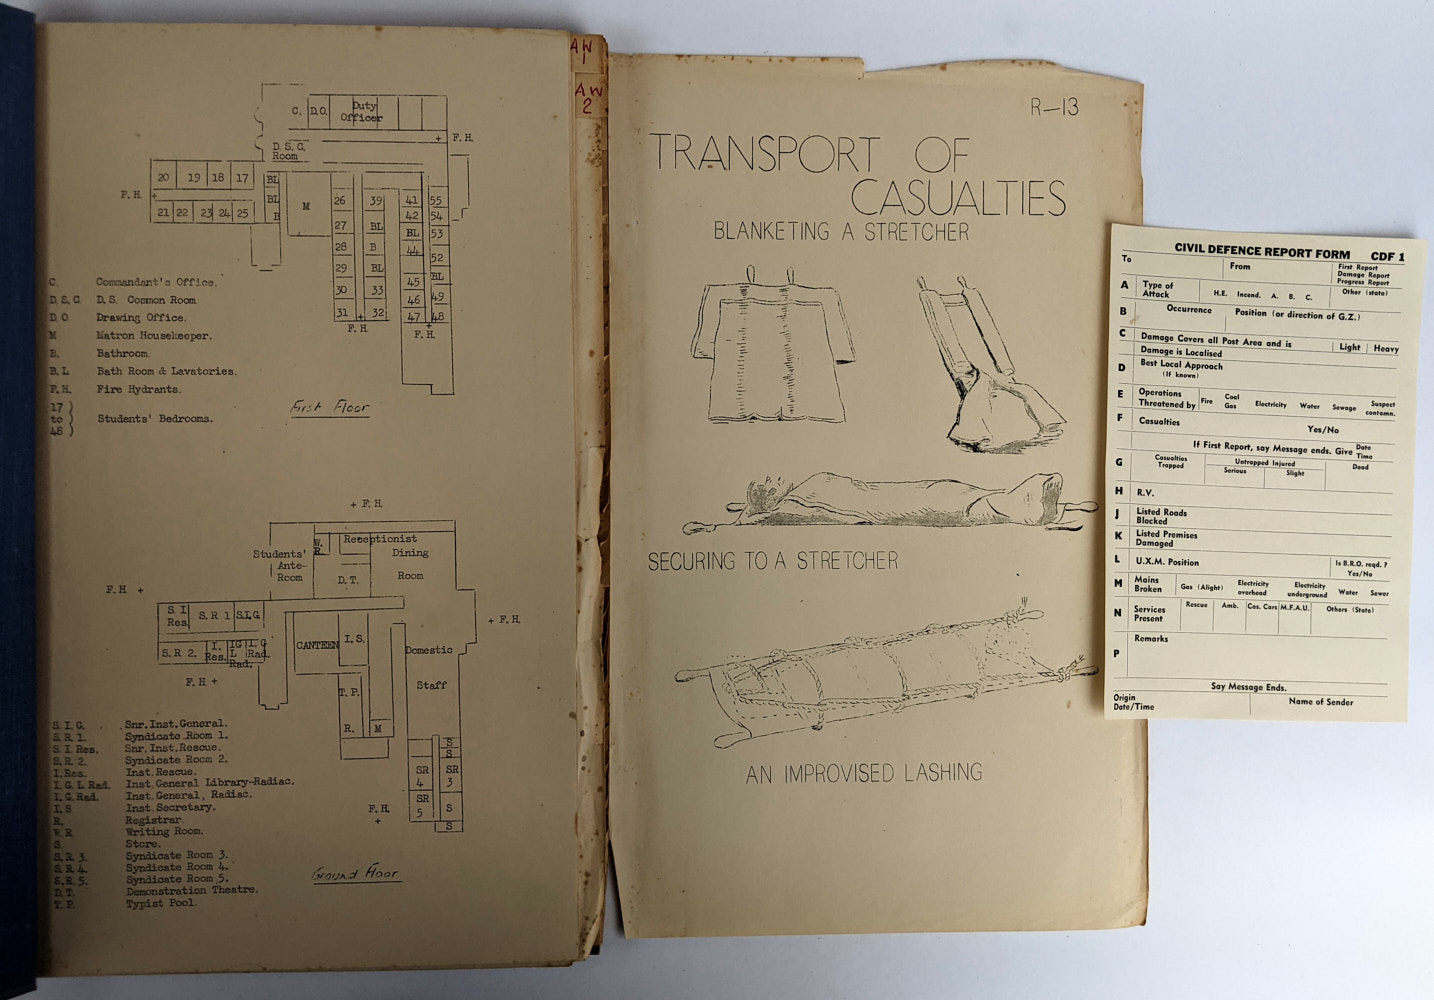 C. D.O. Duty
Officer
+ F.H.
D.S.C.
Room
20 19 18 17 BL
F.H. +
BL
21 22 23 24 25 B
M
26 39 41 55
42 54
27 BL BL 53
28 B 44
52
29 BL BL
30 33 45
46 49
31 32 47 48
F.H. +
F.H. +
C. Commandant's Office.
D.S.C. D.S. Common Room
D O Drawing Office.
M Matron Housekeeper.
B. Bathroom.
B.L Bath Room & Lavatories.
F.H. Fire Hydrants.
17
to Students' Bedrooms.
48
First Floor
+ F.H.
Students'
Ante-
Room
W.
R.
Receptionist
Dining
Room
D.T.
F.H +
S I
Res
S.R 1 S.I.G
+ F.H.
S.R 2. I.
Res. IG
L
Rad. I.G
Rad.
CANTEEN I.S.
Domestic
Staff
F.H +
T.P.
R. M
S
S
SR
4
SR
3
SR
5
S
S
F.H.
+
S.I.G. Snr.Inst.General.
S.R 1. Syndicate Room 1.
S.I Res. Snr.Inst.Rescue.
S.R 2. Syndicate Room 2.
I.Res. Inst.Rescue.
I.G.L Rad. Inst.General Library-Radiac.
I.G.Rad. Inst.General, Radiac.
I.S Inst.Secretary.
R. Registrar
W.R Writing Room.
S Store.
S.R 3. Syndicate Room 3.
S.R 4. Syndicate Room 4.
S.R 5. Syndicate Room 5.
D.T. Demonstration Theatre.
T.P. Typist Pool.
Ground Floor
AW
1
AW
2
R—13
TRANSPORT OF
CASUALTIES
BLANKETING A STRETCHER
SECURING TO A STRETCHER
AN IMPROVISED LASHING
CIVIL DEFENCE REPORT FORM CDF 1
To
From
First Report
Damage Report
Progress Report
A Type of
Attack
H.E. Incend. A. B. C.
Other (state)
B Occurrence Position (or direction of G.Z.)
C Damage Covers all Post Area and is Light Heavy
Damage is Localised
D Best Local Approach
(If known)
E Operations
Threatened by
Fire Coal
Gas Electricity Water Sewage Suspect
contamn.
F Casualties Yes/No
If First Report, say Message ends. Give Date
Time
G Casualties
Trapped
Untrapped Injured
Serious Slight
Dead
H R.V.
J Listed Roads
Blocked
K Listed Premises
Damaged
L U.X.M. Position
Is B.R.O. reqd. ?
Yes/No
M Mains
Broken
Gas (Alight) Electricity
overhead Electricity
underground Water Sewer
N Services
Present
Rescue Amb. Cas. Cars M.F.A.U. Others (State)
P Remarks
Say Message Ends.
Origin
Date/Time
Name of Sender